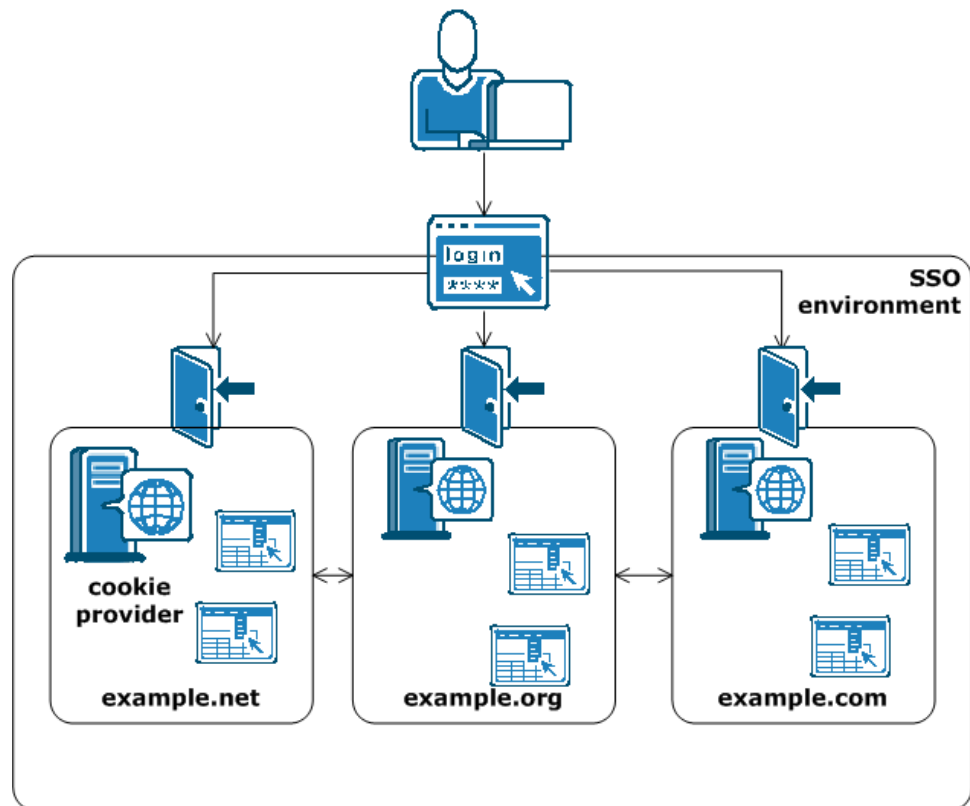 login
****
SSO
environment
cookie
provider
example.net
example.org
example.com